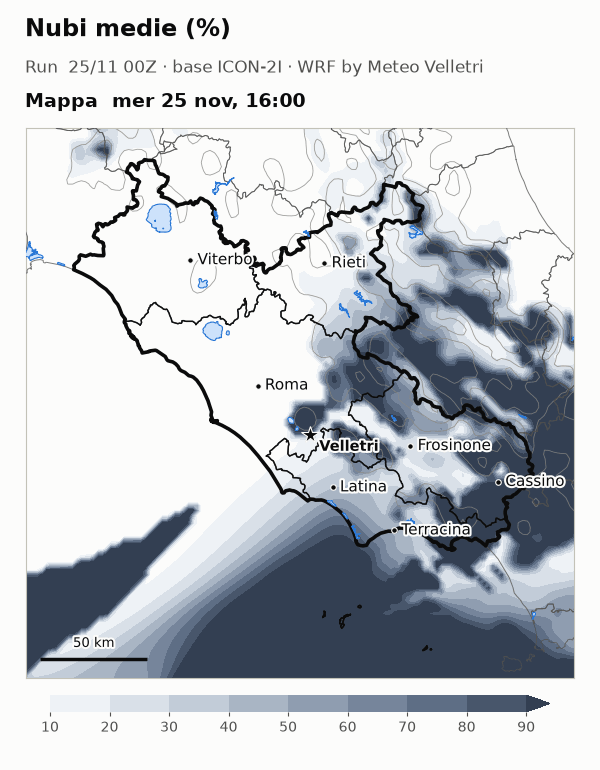 Nubi medie (%)
Run  25/11 00Z · base ICON-2I · WRF by Meteo Velletri
Mappa  mer 25 nov, 16:00
Viterbo
Rieti
Roma
Velletri
Frosinone
Latina
Cassino
Terracina
50 km
10 20 30 40 50 60 70 80 90